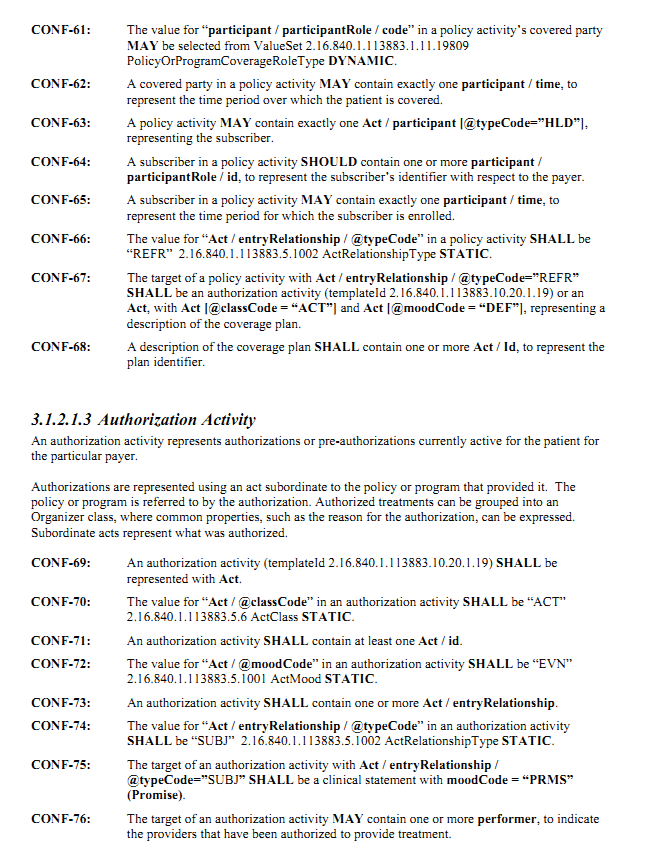 CONF-61: The value for “participant / participantRole / code” in a policy activity’s covered party
MAY be selected from ValueSet 2.16.840.1.113883.1.11.19809
PolicyOrProgramCoverageRoleType DYNAMIC.
CONF-62: A covered party in a policy activity MAY contain exactly one participant / time, to
represent the time period over which the patient is covered.
CONF-63: A policy activity MAY contain exactly one Act / participant [@typeCode=”HLD”],
representing the subscriber.
CONF-64: A subscriber in a policy activity SHOULD contain one or more participant /
participantRole / id, to represent the subscriber’s identifier with respect to the payer.
CONF-65: A subscriber in a policy activity MAY contain exactly one participant / time, to
represent the time period for which the subscriber is enrolled.
CONF-66: The value for “Act / entryRelationship / @typeCode” in a policy activity SHALL be
“REFR” 2.16.840.1.113883.5.1002 ActRelationshipType STATIC.
CONF-67: The target of a policy activity with Act / entryRelationship / @typeCode=”REFR”
SHALL be an authorization activity (templateId 2.16.840.1.113883.10.20.1.19) or an
Act, with Act [@classCode = “ACT”] and Act [@moodCode = “DEF”], representing a
description of the coverage plan.
CONF-68: A description of the coverage plan SHALL contain one or more Act / Id, to represent the
plan identifier.
3.1.2.1.3 Authorization Activity
An authorization activity represents authorizations or pre-authorizations currently active for the patient for
the particular payer.
Authorizations are represented using an act subordinate to the policy or program that provided it. The
policy or program is referred to by the authorization. Authorized treatments can be grouped into an
Organizer class, where common properties, such as the reason for the authorization, can be expressed.
Subordinate acts represent what was authorized.
CONF-69: An authorization activity (templateId 2.16.840.1.113883.10.20.1.19) SHALL be
represented with Act.
CONF-70: The value for “Act / @classCode” in an authorization activity SHALL be “ACT”
2.16.840.1.113883.5.6 ActClass STATIC.
CONF-71: An authorization activity SHALL contain at least one Act / id.
CONF-72: The value for “Act / @moodCode” in an authorization activity SHALL be “EVN”
2.16.840.1.113883.5.1001 ActMood STATIC.
CONF-73: An authorization activity SHALL contain one or more Act / entryRelationship.
CONF-74: The value for “Act / entryRelationship / @typeCode” in an authorization activity
SHALL be “SUBJ” 2.16.840.1.113883.5.1002 ActRelationshipType STATIC.
CONF-75: The target of an authorization activity with Act / entryRelationship /
@typeCode=”SUBJ” SHALL be a clinical statement with moodCode = “PRMS”
(Promise).
CONF-76: The target of an authorization activity MAY contain one or more performer, to indicate
the providers that have been authorized to provide treatment.